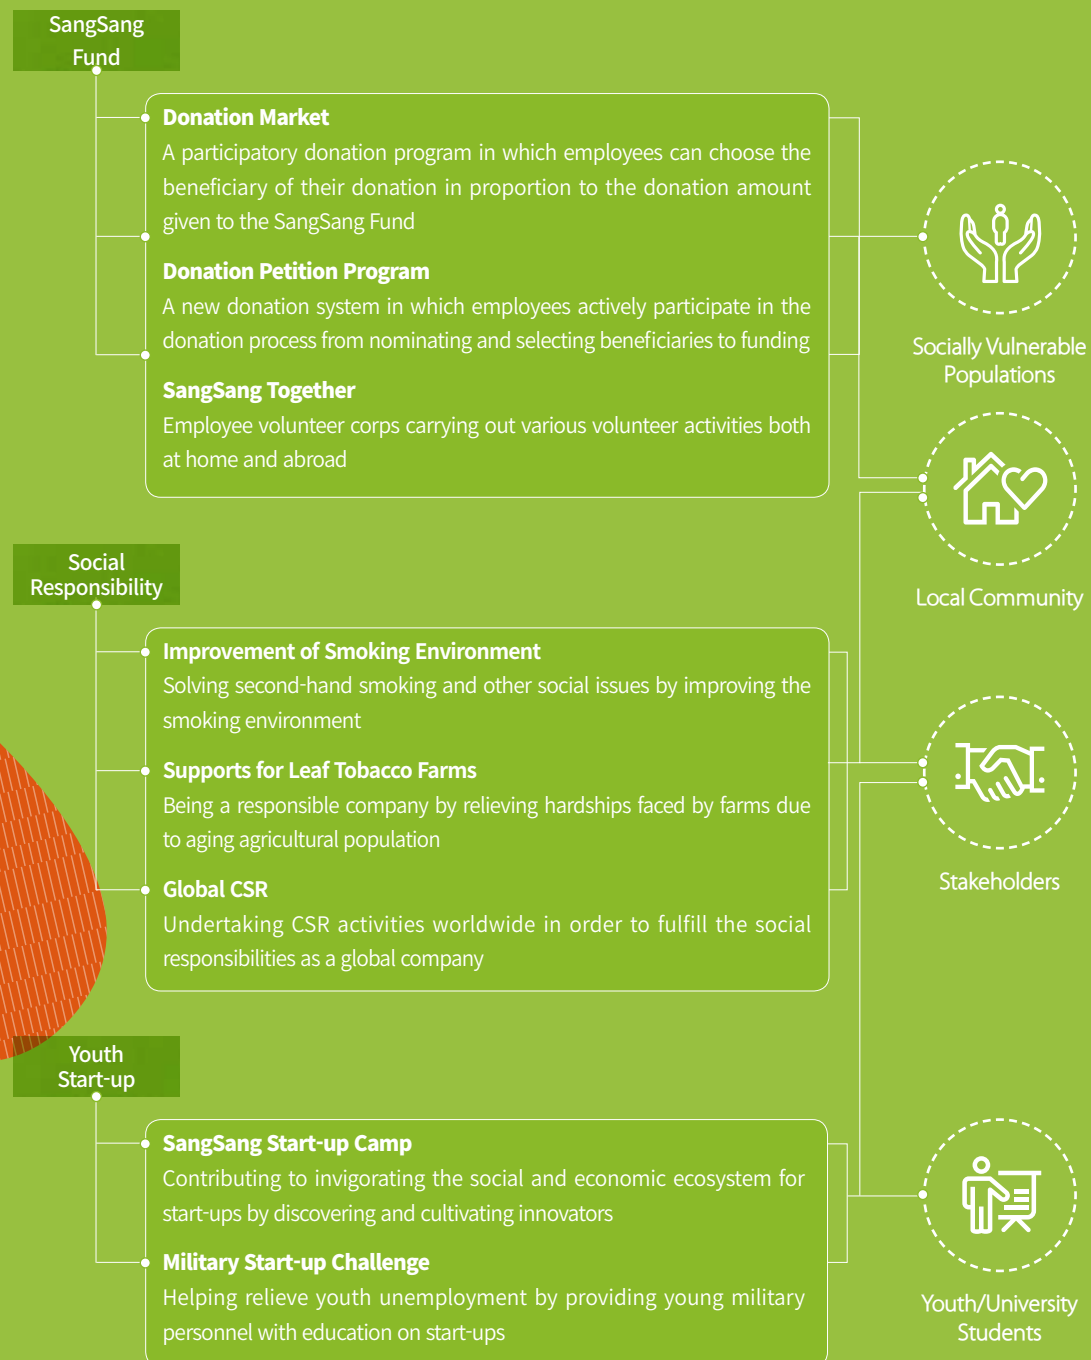 SangSang
Fund
Donation Market
A participatory donation program in which employees can choose the
beneficiary of their donation in proportion to the donation amount
given to the SangSang Fund
Donation Petition Program
A new donation system in which employees actively participate in the
donation process from nominating and selecting beneficiaries to funding
SangSang Together
Employee volunteer corps carrying out various volunteer activities both
at home and abroad
Socially Vulnerable
Populations
Local Community
Social
Responsibility
Improvement of Smoking Environment
Solving second-hand smoking and other social issues by improving the
smoking environment
Supports for Leaf Tobacco Farms
Being a responsible company by relieving hardships faced by farms due
to aging agricultural population
Global CSR
Undertaking CSR activities worldwide in order to fulfill the social
responsibilities as a global company
Stakeholders
Youth
Start-up
SangSang Start-up Camp
Contributing to invigorating the social and economic ecosystem for
start-ups by discovering and cultivating innovators
Military Start-up Challenge
Helping relieve youth unemployment by providing young military
personnel with education on start-ups
Youth/University
Students